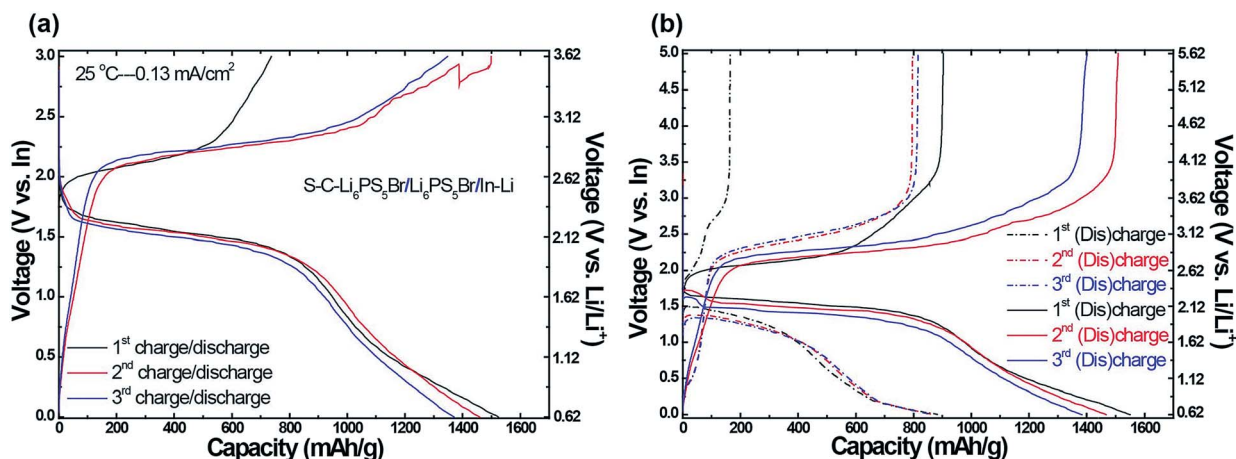 (a)
3.0
2.5
2.0
1.5
1.0
0.5
0.0
Voltage (V vs. In)
25 °C---0.13 mA/cm²
S-C-Li₆PS₅Br/Li₆PS₅Br/In-Li
1st charge/discharge
2nd charge/discharge
3rd charge/discharge
3.62
3.12
2.62
2.12
1.62
1.12
0.62
Voltage (V vs. Li/Li⁺)
0 200 400 600 800 1000 1200 1400 1600
Capacity (mAh/g)
(b)
5.0
4.5
4.0
3.5
3.0
2.5
2.0
1.5
1.0
0.5
0.0
Voltage (V vs. In)
1st (Dis)charge
2nd (Dis)charge
3rd (Dis)charge
1st (Dis)charge
2nd (Dis)charge
3rd (Dis)charge
5.62
5.12
4.62
4.12
3.62
3.12
2.62
2.12
1.62
1.12
0.62
Voltage (V vs. Li/Li⁺)
0 200 400 600 800 1000 1200 1400 1600
Capacity (mAh/g)